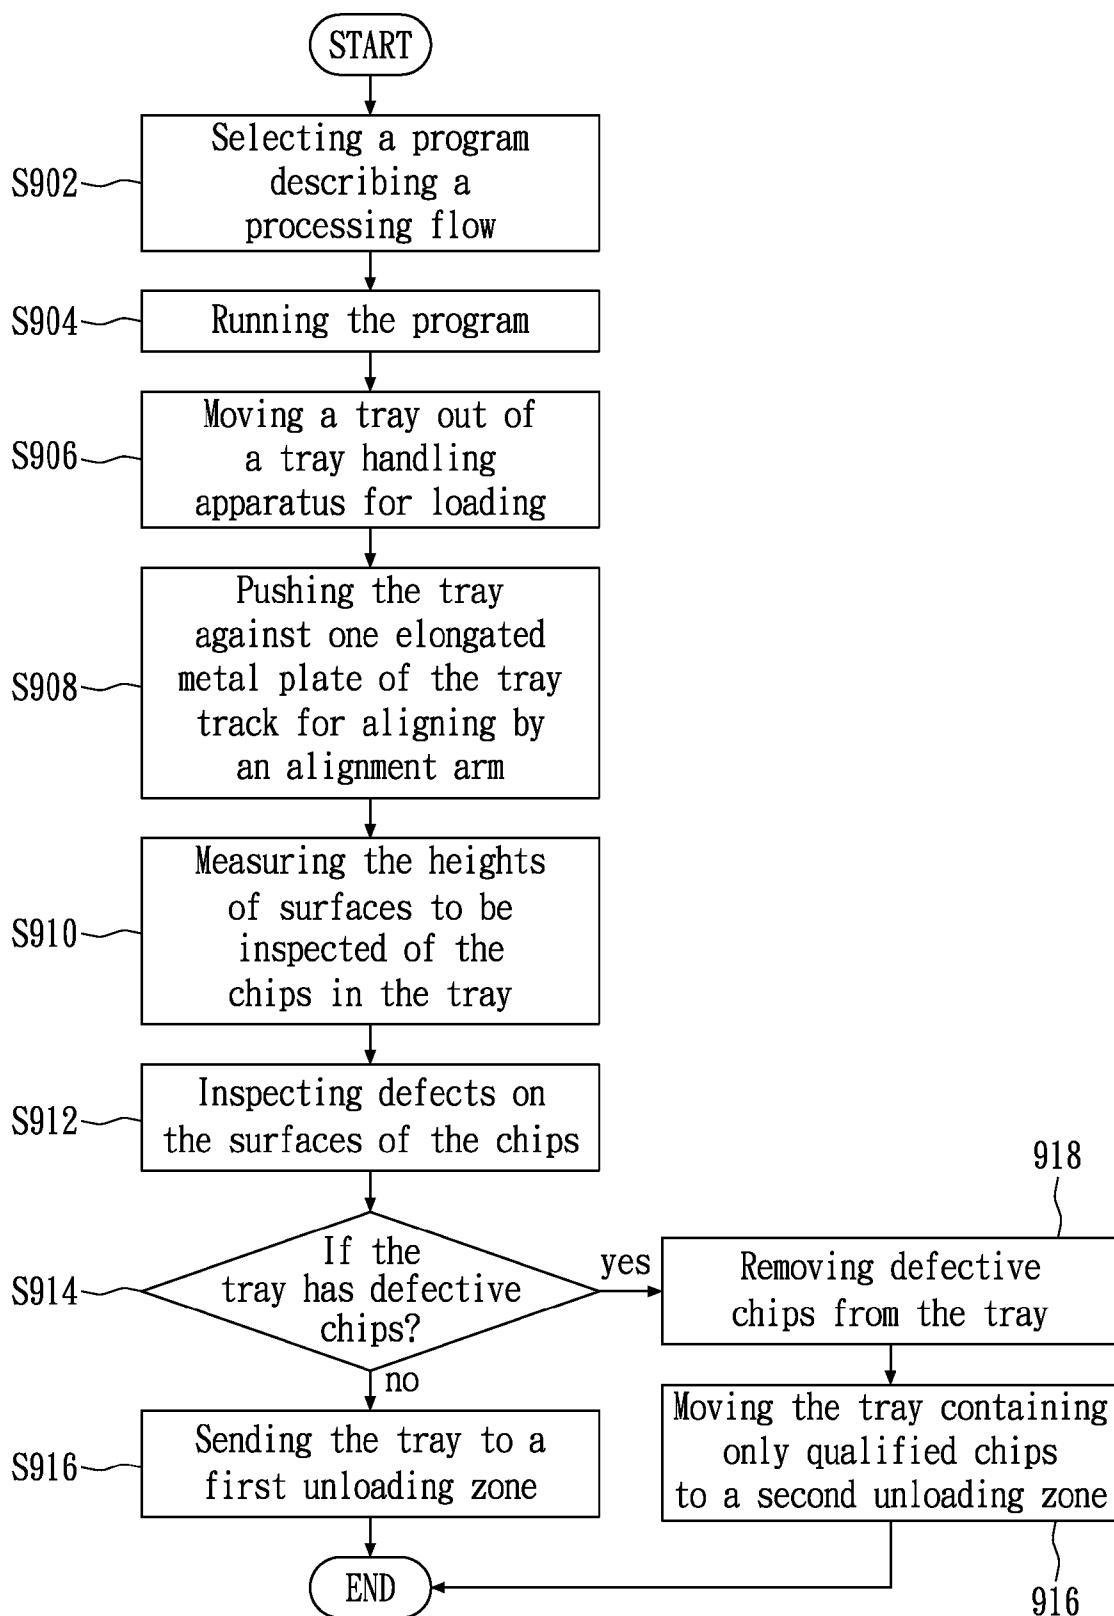 START
S902
Selecting a program
describing a
processing flow
S904
Running the program
S906
Moving a tray out of
a tray handling
apparatus for loading
S908
Pushing the tray
against one elongated
metal plate of the tray
track for aligning by
an alignment arm
S910
Measuring the heights
of surfaces to be
inspected of the
chips in the tray
S912
Inspecting defects on
the surfaces of the chips
S914
If the
tray has defective
chips?
yes
918
Removing defective
chips from the tray
no
S916
Sending the tray to a
first unloading zone
Moving the tray containing
only qualified chips
to a second unloading zone
916
END